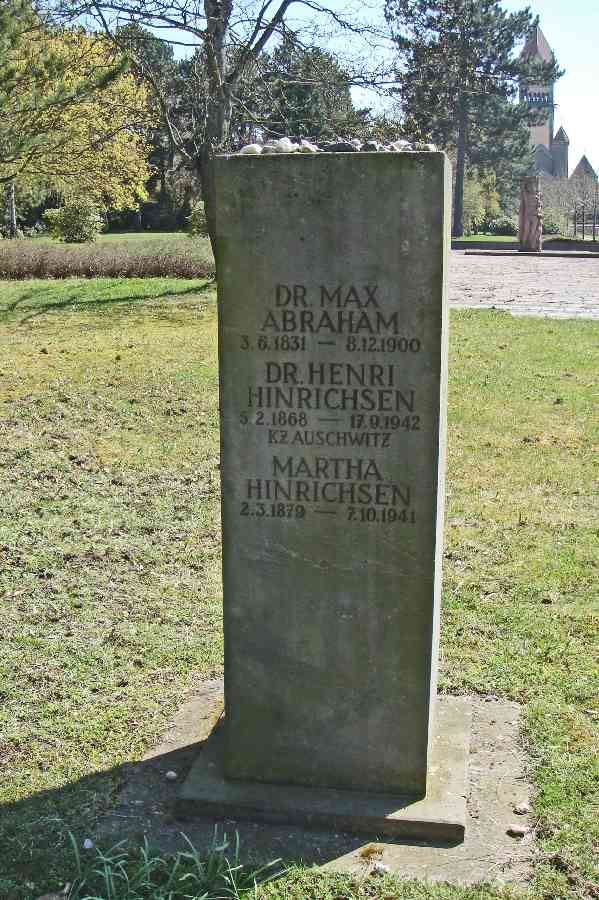 DR. MAX
ABRAHAM
3.6.1831 — 8.12.1900
DR. HENRI
HINRICHSEN
5.2.1868 — 17.9.1942
KZ AUSCHWITZ
MARTHA
HINRICHSEN
2.3.1879 — 7.10.1941